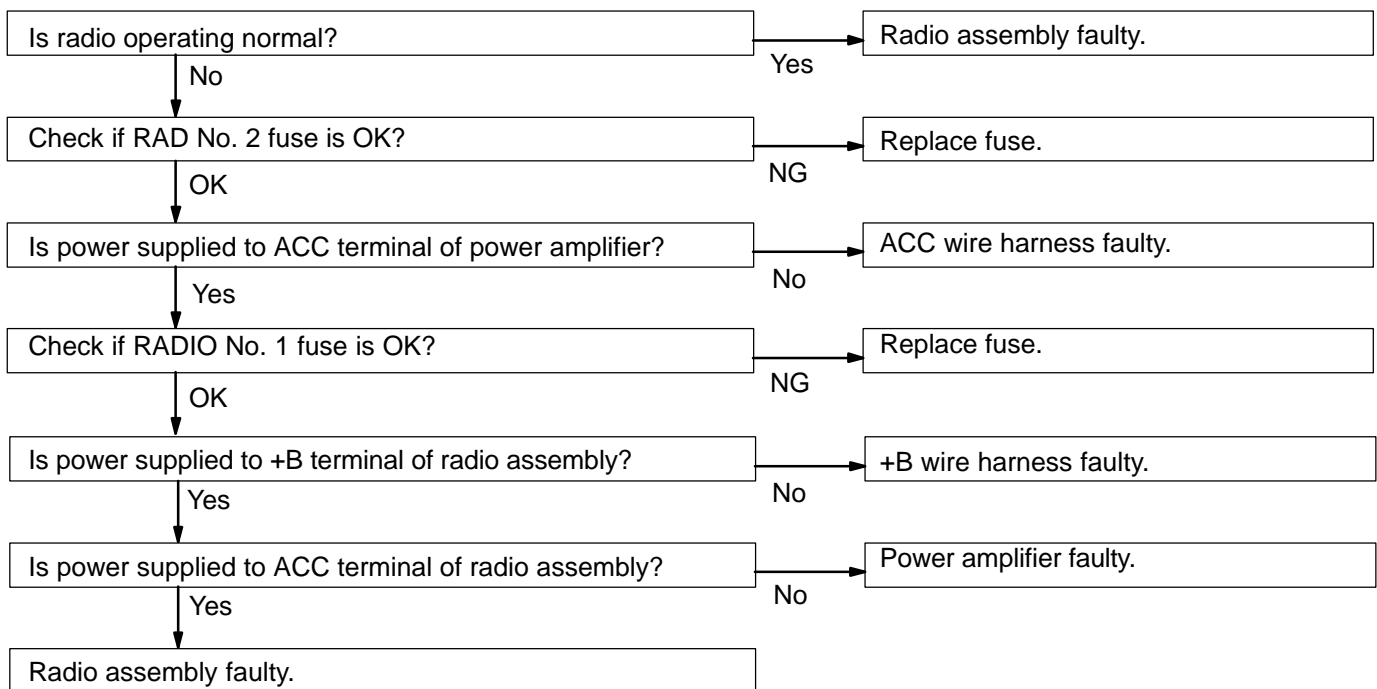 Is radio operating normal?
Yes
Radio assembly faulty.
No
Check if RAD No. 2 fuse is OK?
NG
Replace fuse.
OK
Is power supplied to ACC terminal of power amplifier?
No
ACC wire harness faulty.
Yes
Check if RADIO No. 1 fuse is OK?
NG
Replace fuse.
OK
Is power supplied to +B terminal of radio assembly?
No
+B wire harness faulty.
Yes
Is power supplied to ACC terminal of radio assembly?
No
Power amplifier faulty.
Yes
Radio assembly faulty.